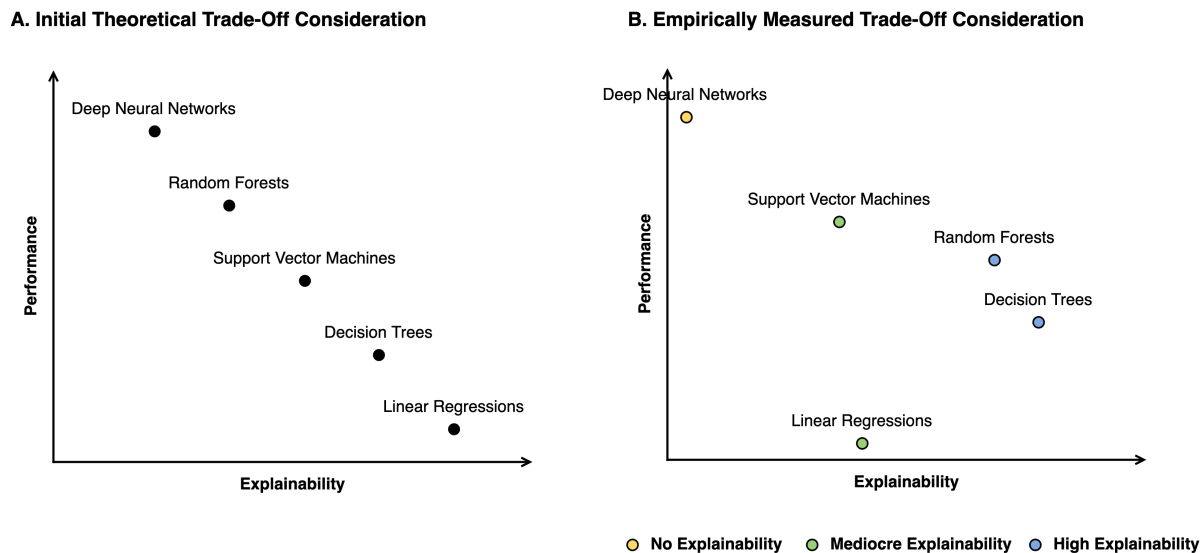 A. Initial Theoretical Trade-Off Consideration
Deep Neural Networks
Random Forests
Support Vector Machines
Decision Trees
Linear Regressions
Performance
Explainability
B. Empirically Measured Trade-Off Consideration
Deep Neural Networks
Support Vector Machines
Random Forests
Decision Trees
Linear Regressions
Performance
Explainability
No Explainability
Mediocre Explainability
High Explainability